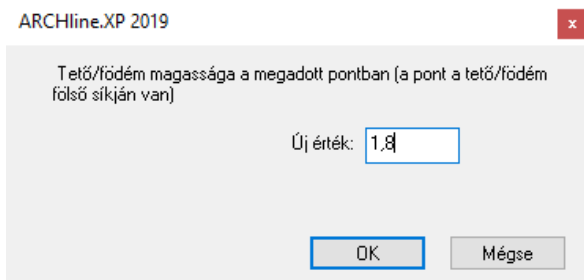 ARCHline.XP 2019
x
Tető/födém magassága a megadott pontban (a pont a tető/födém
fölső síkján van)
Új érték: 1,8
OK Mégse